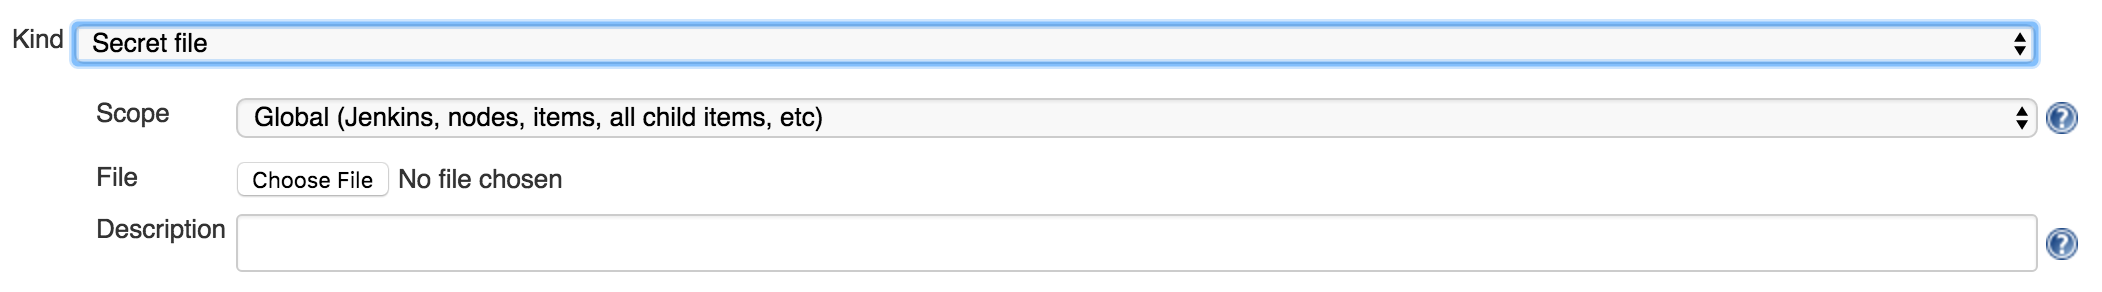 Kind Secret file
Scope Global (Jenkins, nodes, items, all child items, etc) ?
File Choose File No file chosen
Description ?